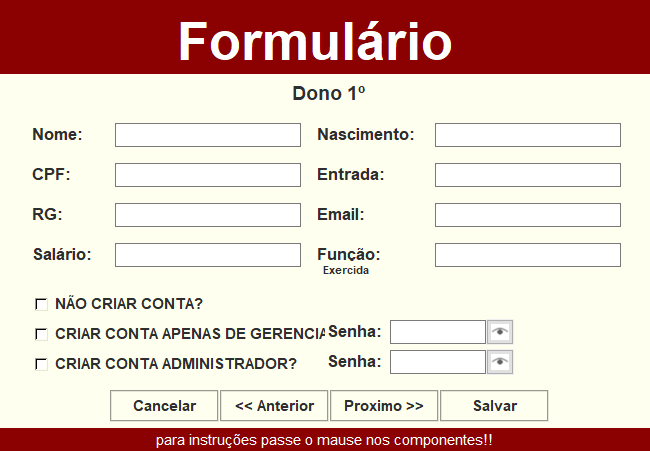 Formulário
Dono 1º
Nome: Nascimento:
CPF: Entrada:
RG: Email:
Salário: Função:
Exercida
NÃO CRIAR CONTA?
CRIAR CONTA APENAS DE GERENCIA Senha:
CRIAR CONTA ADMINISTRADOR? Senha:
Cancelar << Anterior Proximo >> Salvar
para instruções passe o mause nos componentes!!